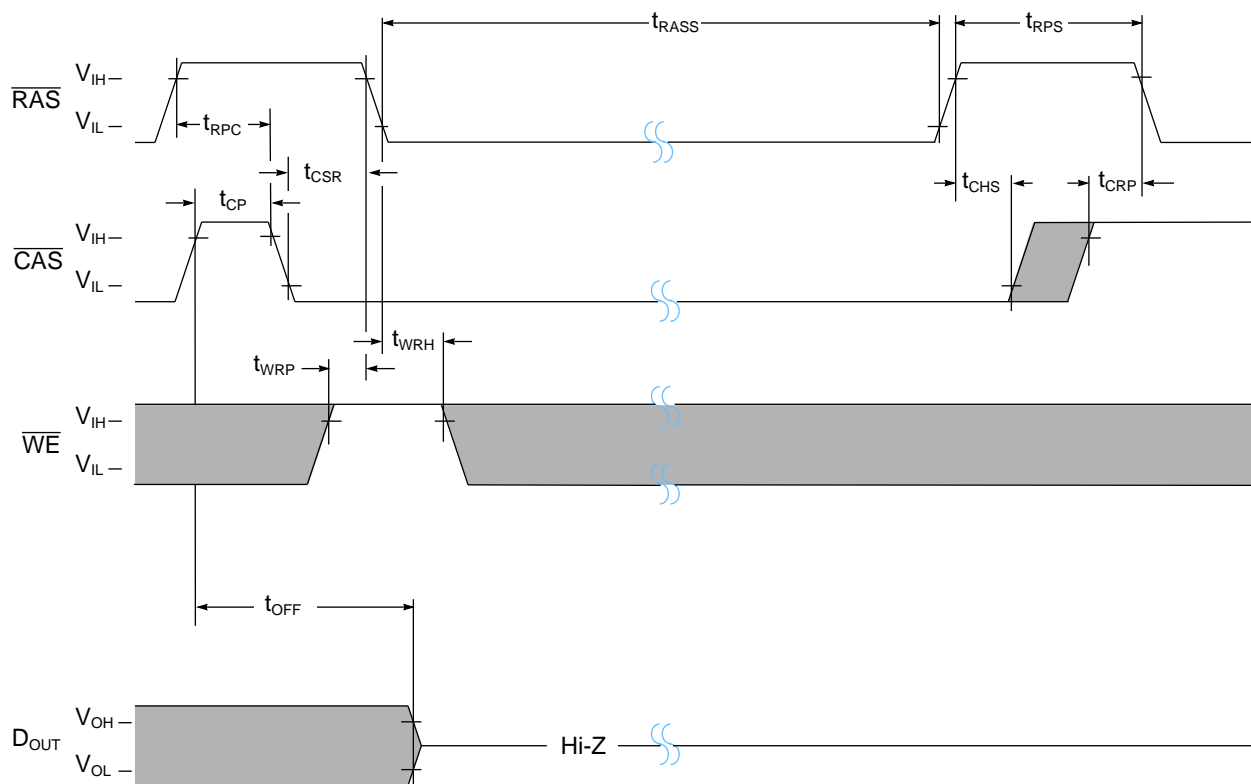 tRASS
tRPS
VIH
RAS
VIL
tRPC
tCSR
tCHS
tCRP
tCP
VIH
CAS
VIL
tWRH
tWRP
VIH
WE
VIL
tOFF
VOH
DOUT
Hi-Z
VOL